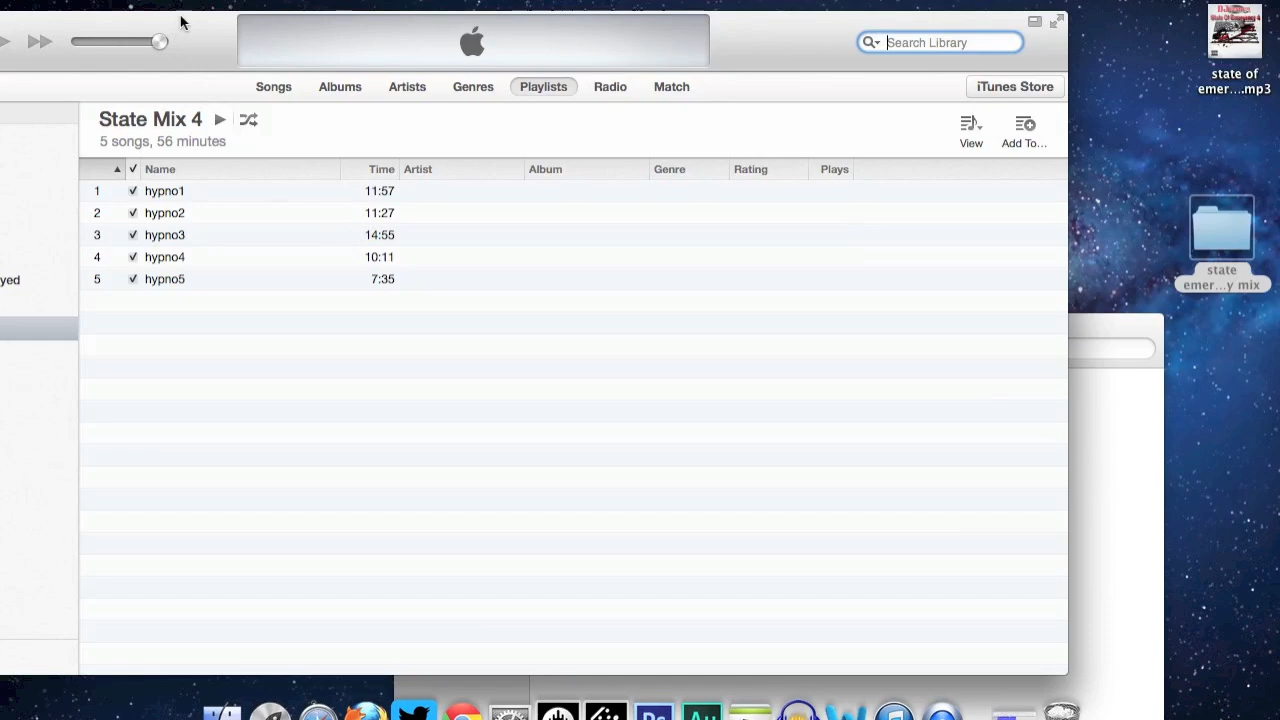 Search Library
Songs Albums Artists Genres Playlists Radio Match iTunes Store
State Mix 4
5 songs, 56 minutes
View Add To...
Name Time Artist Album Genre Rating Plays
1 hypno1 11:57
2 hypno2 11:27
3 hypno3 14:55
4 hypno4 10:11
5 hypno5 7:35
yed
state of
emer....mp3
state
emer...y mix
Ps Au